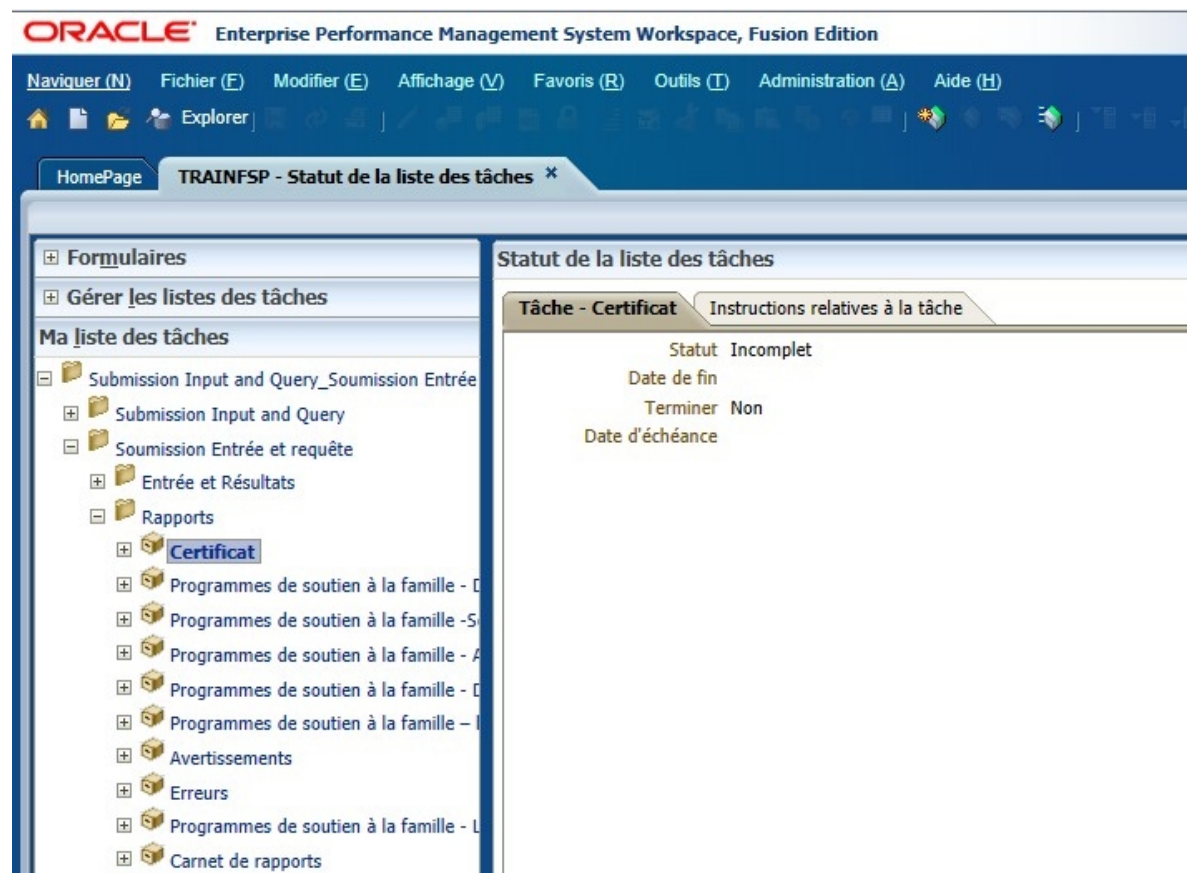 ORACLE Enterprise Performance Management System Workspace, Fusion Edition
Naviguer (N) Fichier (F) Modifier (E) Affichage (V) Favoris (R) Outils (T) Administration (A) Aide (H)
Explorer
HomePage TRAINFSP - Statut de la liste des tâches ×
Formulaires
Gérer les listes des tâches
Ma liste des tâches
Submission Input and Query_Soumission Entrée
Submission Input and Query
Soumission Entrée et requête
Entrée et Résultats
Rapports
Certificat
Programmes de soutien à la famille - D
Programmes de soutien à la famille -S
Programmes de soutien à la famille - A
Programmes de soutien à la famille - D
Programmes de soutien à la famille –
Avertissements
Erreurs
Programmes de soutien à la famille - L
Carnet de rapports
Statut de la liste des tâches
Tâche - Certificat Instructions relatives à la tâche
Statut Incomplet
Date de fin
Terminer Non
Date d'échéance